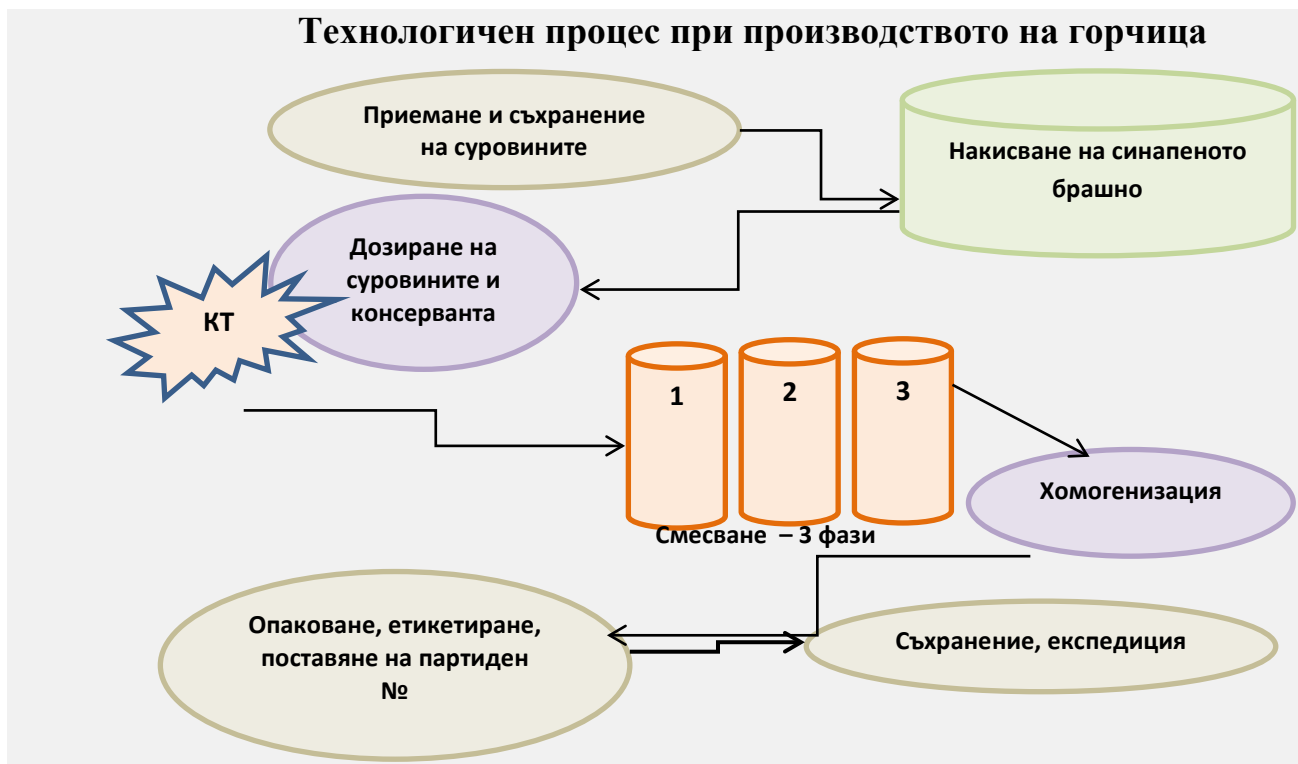 Технологичен процес при производството на горчица
Приемане и съхранение
на суровините
Накисване на синапеното
брашно
Дозиране на
суровините и
консерванта
КТ
1
2
3
Хомогенизация
Смесване – 3 фази
Опаковане, етикетиране,
поставяне на партиден
№
Съхранение, експедиция